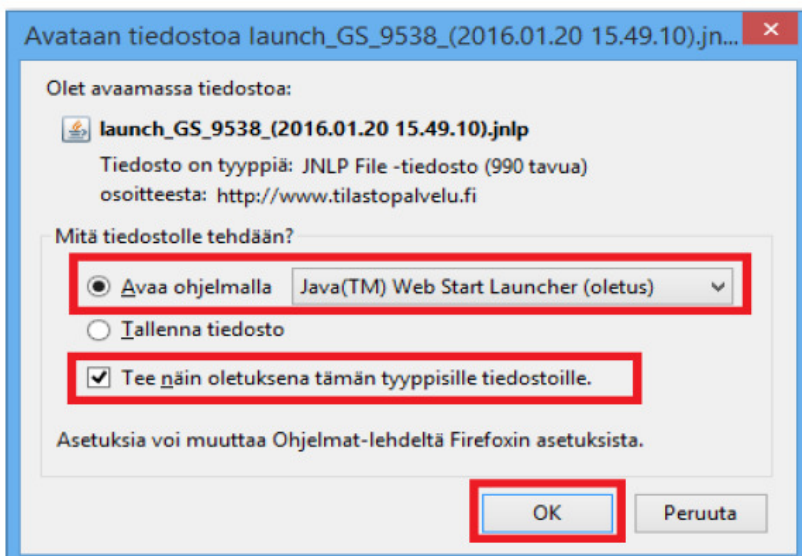 Avataan tiedostoa launch_GS_9538_(2016.01.20 15.49.10).jn...
Olet avaamassa tiedostoa:
launch_GS_9538_(2016.01.20 15.49.10).jnlp
Tiedosto on tyyppiä: JNLP File -tiedosto (990 tavua)
osoitteesta: http://www.tilastopalvelu.fi
Mitä tiedostolle tehdään?
Avaa ohjelmalla Java(TM) Web Start Launcher (oletus)
Tallenna tiedosto
Tee näin oletuksena tämän tyyppisille tiedostoille.
Asetuksia voi muuttaa Ohjelmat-lehdeltä Firefoxin asetuksista.
OK Peruuta